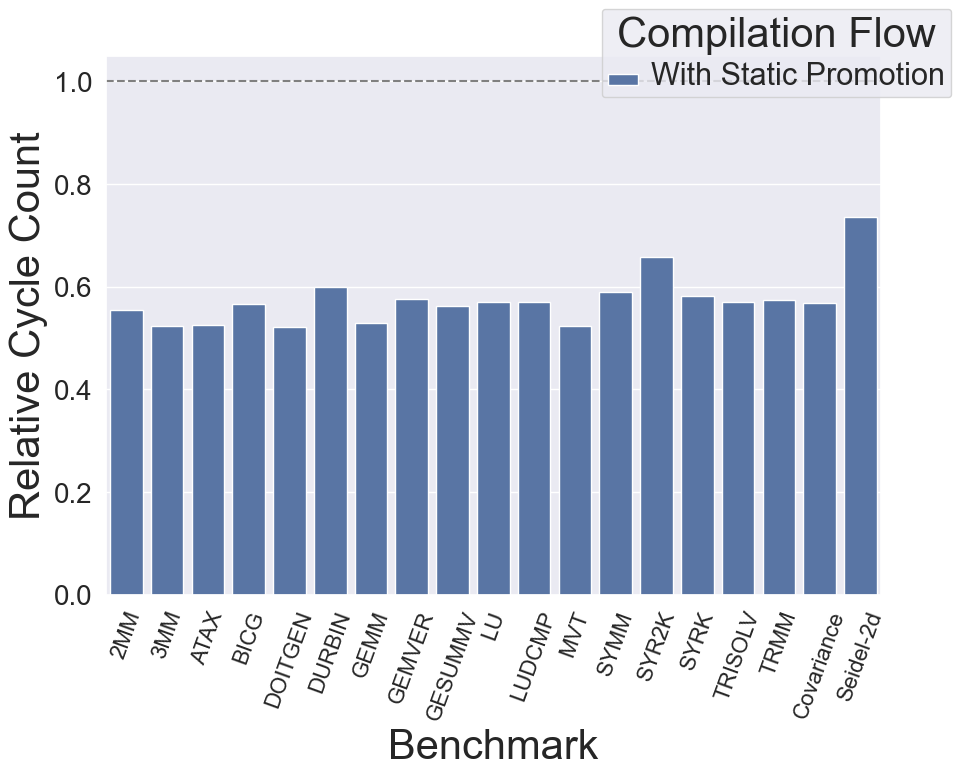 Compilation Flow
With Static Promotion
Relative Cycle Count
1.0
0.8
0.6
0.4
0.2
0.0
2MM
3MM
ATAX
BICG
DOITGEN
DURBIN
GEMM
GEMVER
GESUMMV
LU
LUDCMP
MVT
SYMM
SYR2K
SYRK
TRISOLV
TRMM
Covariance
Seidel-2d
Benchmark